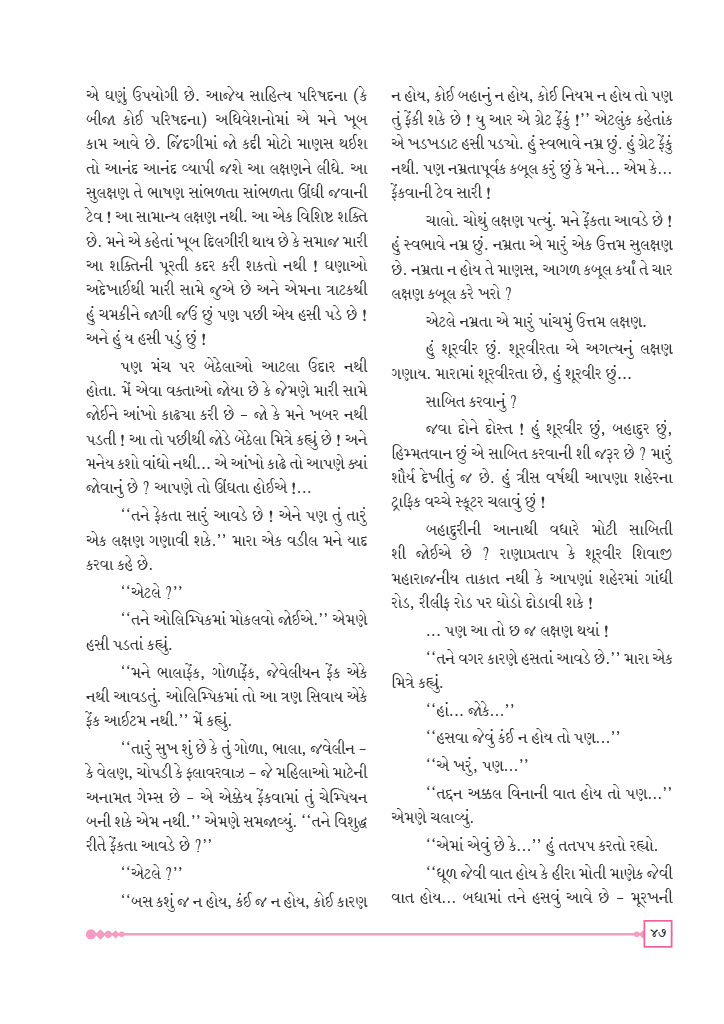 એ ઘણું ઉપયોગી છે. આજેય સાહિત્ય પરિષદના (કે
બીજા કોઈ પરિષદના) અધિવેશનોમાં એ મને ખૂબ
કામ આવે છે. જિંદગીમાં જો કદી મોટો માણસ થઈશ
તો આનંદ આનંદ વ્યાપી જશે આ લક્ષણને લીધે. આ
સુલક્ષણ તે ભાષણ સાંભળતા સાંભળતા ઊંઘી જવાની
ટેવ ! આ સામાન્ય લક્ષણ નથી. આ એક વિશિષ્ટ શક્તિ
છે. મને એ કહેતાં ખૂબ દિલગીરી થાય છે કે સમાજ મારી
આ શક્તિની પૂરતી કદર કરી શકતો નથી ! ઘણાઓ
અદેખાઈથી મારી સામે જુએ છે અને એમના ત્રાટકથી
હું ચમકીને જાગી જઉં છું પણ પછી એય હસી પડે છે !
અને હું ય હસી પડું છું !
પણ મંચ પર બેઠેલાઓ આટલા ઉદાર નથી
હોતા. મેં એવા વક્તાઓ જોયા છે કે જેમણે મારી સામે
જોઈને આંખો કાઢ્યા કરી છે – જો કે મને ખબર નથી
પડતી ! આ તો પછીથી જોડે બેઠેલા મિત્રે કહ્યું છે ! અને
મનેય કશો વાંધો નથી... એ આંખો કાઢે તો આપણે ક્યાં
જોવાનું છે ? આપણે તો ઊંઘતા હોઈએ !...
‘‘તને ફેકતા સારું આવડે છે ! એને પણ તું તારું
એક લક્ષણ ગણાવી શકે.’’ મારા એક વડીલ મને યાદ
કરવા કહે છે.
‘‘એટલે ?’’
‘‘તને ઓલિમ્પિકમાં મોકલવો જોઈએ.’’ એમણે
હસી પડતાં કહ્યું.
‘‘મને ભાલાફેંક, ગોળાફેંક, જેવેલીયન ફેંક એકે
નથી આવડતું. ઓલિમ્પિકમાં તો આ ત્રણ સિવાય એકે
ફેંક આઈટમ નથી.’’ મેં કહ્યું.
‘‘તારું સુખ શું છે કે તું ગોળા, ભાલા, જવેલીન –
કે વેલણ, ચોપડી કે ફ્લાવરવાઝ – જે મહિલાઓ માટેની
અનામત ગેમ્સ છે – એ એક્કેય ફેંકવામાં તું ચેમ્પિયન
બની શકે એમ નથી.’’ એમણે સમજાવ્યું. ‘‘તને વિશુદ્ધ
રીતે ફેંકતા આવડે છે ?’’
‘‘એટલે ?’’
‘‘બસ કશું જ ન હોય, કંઈ જ ન હોય, કોઈ કારણ
ન હોય, કોઈ બહાનું ન હોય, કોઈ નિયમ ન હોય તો પણ
તું ફેંકી શકે છે ! યુ આર એ ગ્રેટ ફેંકું !’’ એટલુંક કહેતાંક
એ ખડખડાટ હસી પડ્યો. હું સ્વભાવે નમ્ર છું. હું ગ્રેટ ફેંકું
નથી. પણ નમ્રતાપૂર્વક કબૂલ કરું છું કે મને... એમ કે...
ફેંકવાની ટેવ સારી !
ચાલો. ચોથું લક્ષણ પત્યું. મને ફેંકતા આવડે છે !
હું સ્વભાવે નમ્ર છું. નમ્રતા એ મારું એક ઉત્તમ સુલક્ષણ
છે. નમ્રતા ન હોય તે માણસ, આગળ કબૂલ કર્યાં તે ચાર
લક્ષણ કબૂલ કરે ખરો ?
એટલે નમ્રતા એ મારું પાંચમું ઉત્તમ લક્ષણ.
હું શૂરવીર છું. શૂરવીરતા એ અગત્યનું લક્ષણ
ગણાય. મારામાં શૂરવીરતા છે, હું શૂરવીર છું...
સાબિત કરવાનું ?
જવા દોને દોસ્ત ! હું શૂરવીર છું, બહાદુર છું,
હિમ્મતવાન છું એ સાબિત કરવાની શી જરૂર છે ? મારું
શૌર્ય દેખીતું જ છે. હું ત્રીસ વર્ષથી આપણા શહેરના
ટ્રાફિક વચ્ચે સ્કૂટર ચલાવું છું !
બહાદુરીની આનાથી વધારે મોટી સાબિતી
શી જોઈએ છે ? રાણાપ્રતાપ કે શૂરવીર શિવાજી
મહારાજનીય તાકાત નથી કે આપણાં શહેરમાં ગાંધી
રોડ, રીલીફ રોડ પર ઘોડો દોડાવી શકે !
... પણ આ તો છ જ લક્ષણ થયાં !
‘‘તને વગર કારણે હસતાં આવડે છે.’’ મારા એક
મિત્રે કહ્યું.
‘‘હાં... જોકે...’’
‘‘હસવા જેવું કંઈ ન હોય તો પણ...’’
‘‘એ ખરું, પણ...’’
‘‘તદ્દન અક્કલ વિનાની વાત હોય તો પણ...’’
એમણે ચલાવ્યું.
‘‘એમાં એવું છે કે...’’ હું તતપપ કરતો રહ્યો.
‘‘ધૂળ જેવી વાત હોય કે હીરા મોતી માણેક જેવી
વાત હોય... બધામાં તને હસવું આવે છે – મૂરખની
૪૭